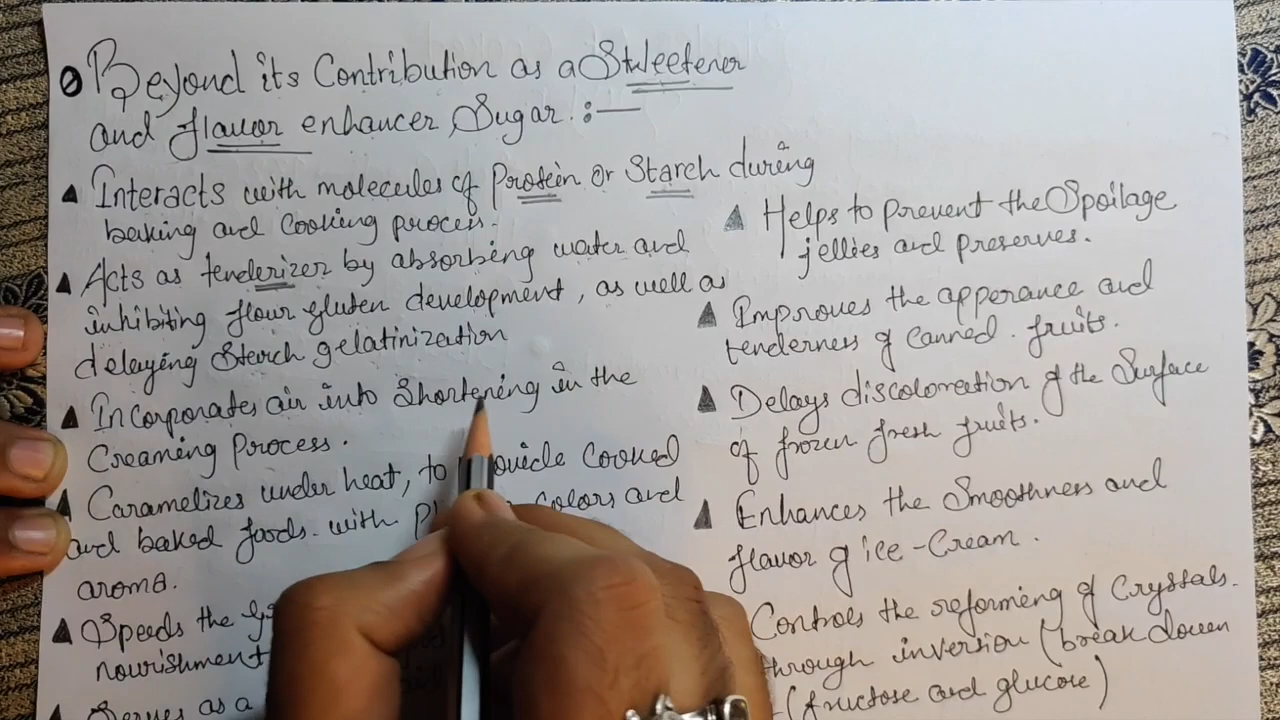 Beyond its Contribution as a Sweetener
and flavor enhancer, Sugar :—
Interacts with molecules of Protein or Starch during
baking and Cooking process.
Acts as tenderizer by absorbing water and
inhibiting flour gluten development, as well as
delaying Starch gelatinization
Incorporates air into Shortening in the
Creaming Process.
Caramelizes under heat, to cooked
and baked foods. with colors and
aroma.
Speeds the
nourishment
Serves as a
Helps to prevent the Spoilage
jellies and preserves.
Improves the apperance and
tenderness of Canned. fruits.
Delays discoloreation of the Surface
of frozen fresh fruits.
Enhances the Smoothness and
flavor of ice-Cream.
Controls the reforming of Crystals.
through inversion (break down
(fructose and glucose)